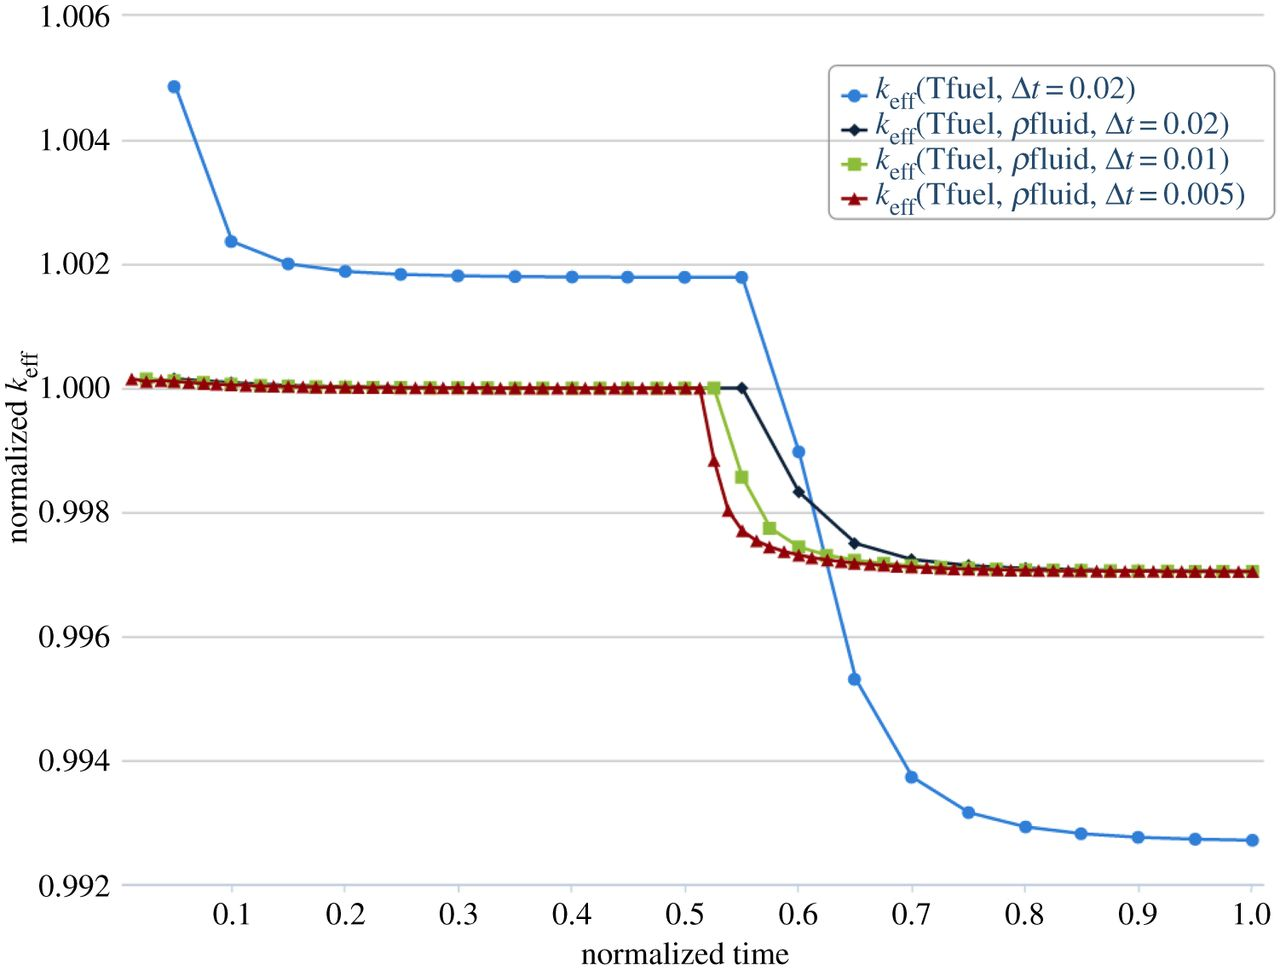 1.006
1.004
1.002
1.000
0.998
0.996
0.994
0.992
normalized keff
keff(Tfuel, Δt = 0.02)
keff(Tfuel, ρfluid, Δt = 0.02)
keff(Tfuel, ρfluid, Δt = 0.01)
keff(Tfuel, ρfluid, Δt = 0.005)
0.1 0.2 0.3 0.4 0.5 0.6 0.7 0.8 0.9 1.0
normalized time